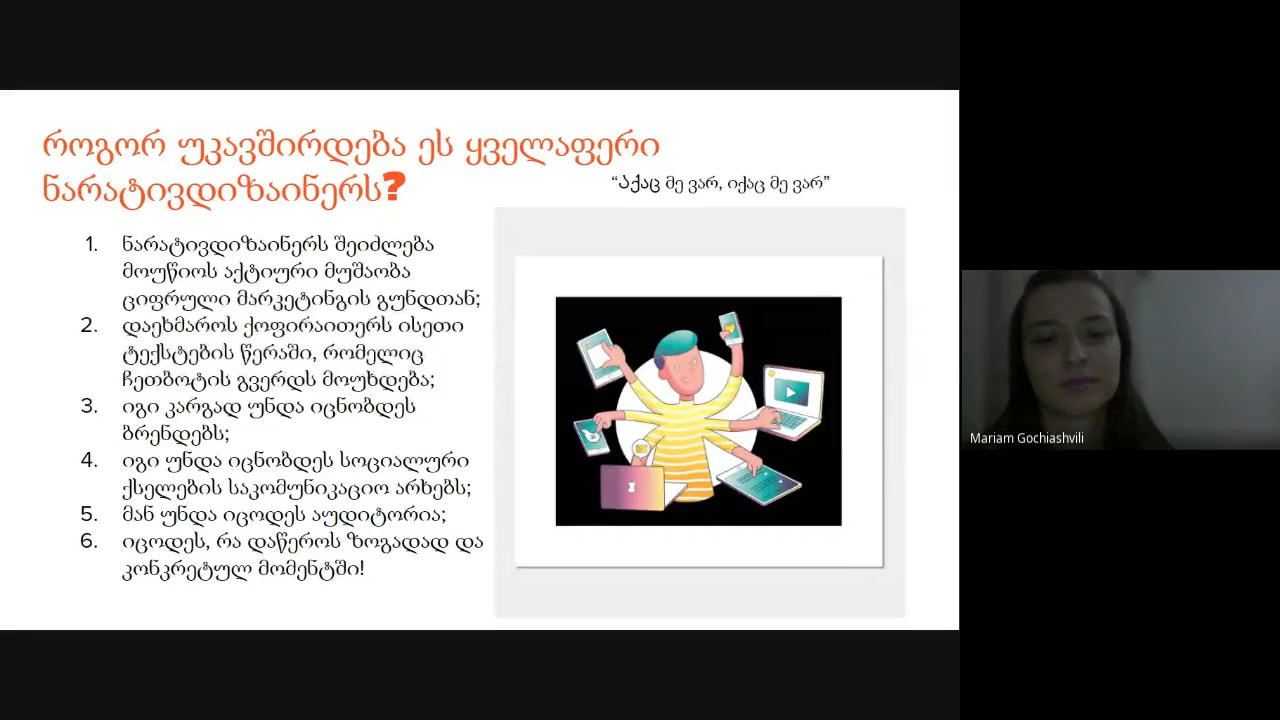 როგორ უკავშირდება ეს ყველაფერი
ნარატივდიზაინერს?
“აქაც მე ვარ, იქაც მე ვარ”
1. ნარატივდიზაინერს შეიძლება
მოუწიოს აქტიური მუშაობა
ციფრული მარკეტინგის გუნდთან;
2. დაეხმაროს ქოფირაითერს ისეთი
ტექსტების წერაში, რომელიც
ჩეთბოტის გვერდს მოუხდება;
3. იგი კარგად უნდა იცნობდეს
ბრენდებს;
4. იგი უნდა იცნობდეს სოციალური
ქსელების საკომუნიკაციო არხებს;
5. მან უნდა იცოდეს აუდიტორია;
6. იცოდეს, რა დაწეროს ზოგადად და
კონკრეტულ მომენტში!
Mariam Gochiashvili